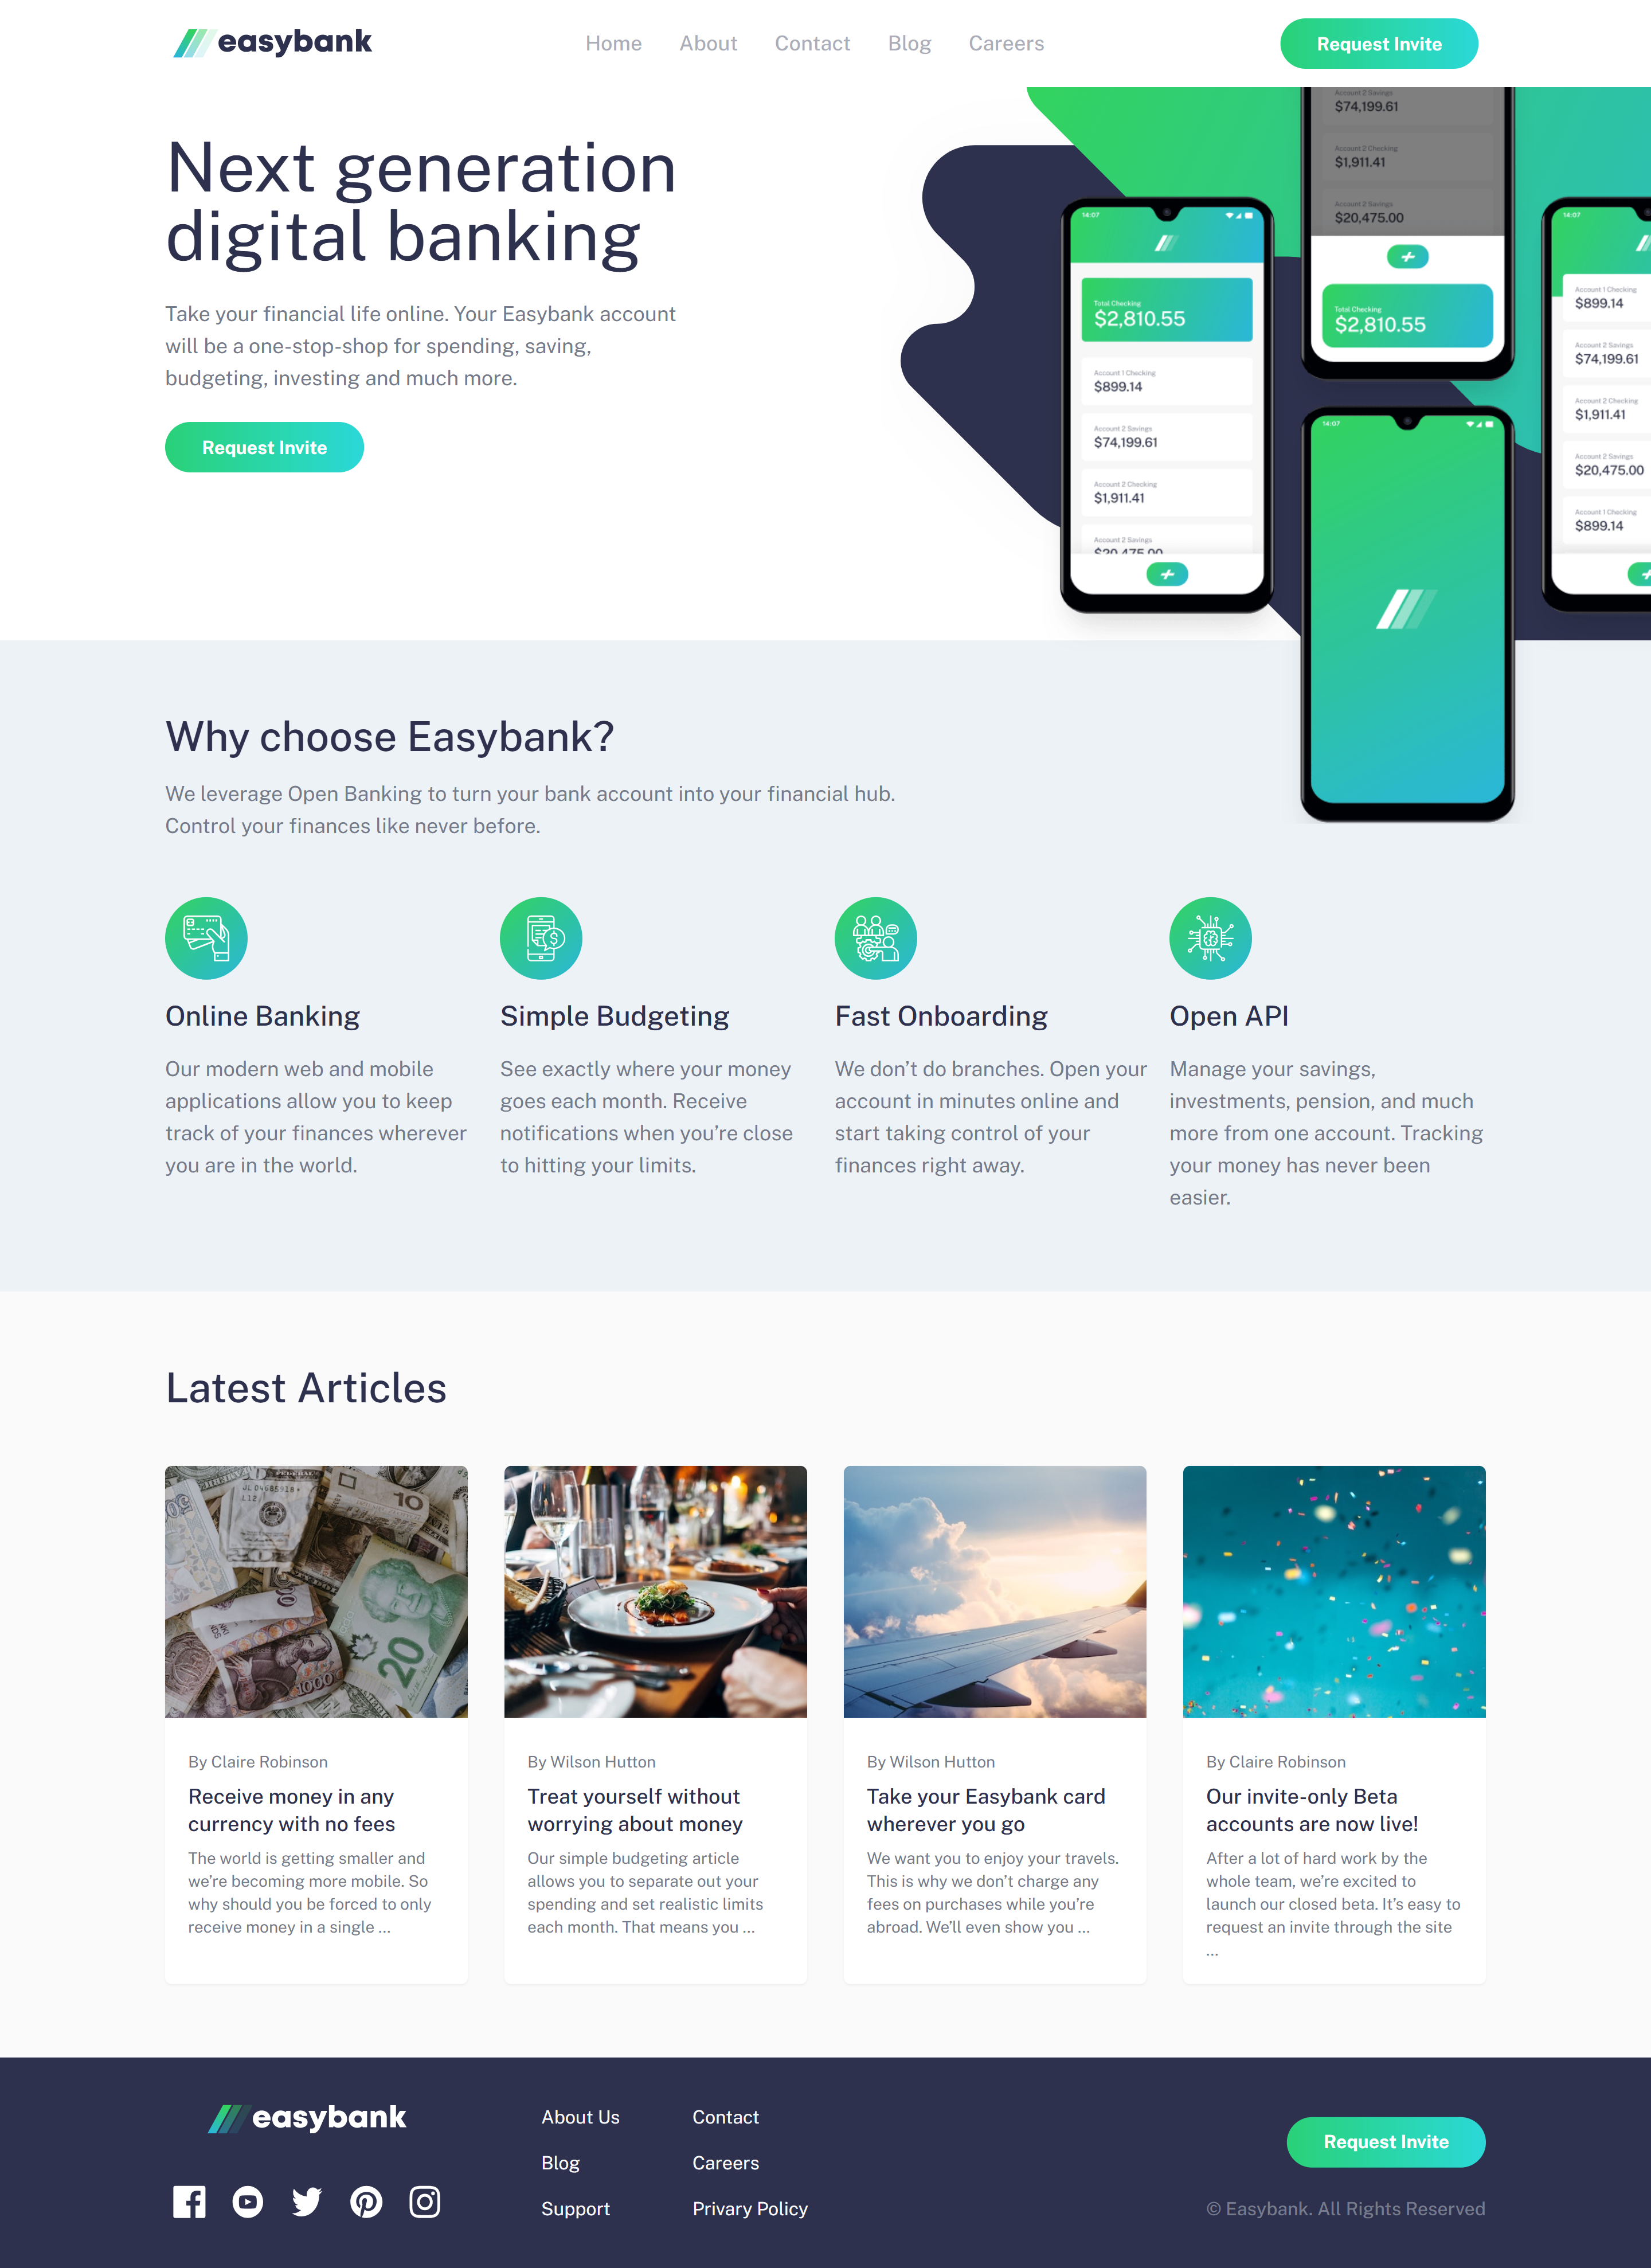 easybank
Home About Contact Blog Careers
Request Invite
Next generation
digital banking
Take your financial life online. Your Easybank account
will be a one-stop-shop for spending, saving,
budgeting, investing and much more.
Request Invite
Account 2 Savings
$74,199.61
Account 2 Checking
$1,911.41
Account 2 Savings
$20,475.00
Total Checking
$2,810.55
14:07
Total Checking
$2,810.55
Account 1 Checking
$899.14
Account 2 Savings
$74,199.61
Account 2 Checking
$1,911.41
Account 2 Savings
$20,475.00
14:07
Account 1 Checking
$899.14
Account 2 Savings
$74,199.61
Account 2 Checking
$1,911.41
Account 2 Savings
$20,475.00
Account 1 Checking
$899.14
14:07
Why choose Easybank?
We leverage Open Banking to turn your bank account into your financial hub.
Control your finances like never before.
Online Banking
Our modern web and mobile
applications allow you to keep
track of your finances wherever
you are in the world.
Simple Budgeting
See exactly where your money
goes each month. Receive
notifications when you’re close
to hitting your limits.
Fast Onboarding
We don’t do branches. Open your
account in minutes online and
start taking control of your
finances right away.
Open API
Manage your savings,
investments, pension, and much
more from one account. Tracking
your money has never been
easier.
Latest Articles
10
20
1000
By Claire Robinson
Receive money in any
currency with no fees
The world is getting smaller and
we’re becoming more mobile. So
why should you be forced to only
receive money in a single ...
By Wilson Hutton
Treat yourself without
worrying about money
Our simple budgeting article
allows you to separate out your
spending and set realistic limits
each month. That means you ...
By Wilson Hutton
Take your Easybank card
wherever you go
We want you to enjoy your travels.
This is why we don’t charge any
fees on purchases while you’re
abroad. We’ll even show you ...
By Claire Robinson
Our invite-only Beta
accounts are now live!
After a lot of hard work by the
whole team, we’re excited to
launch our closed beta. It’s easy to
request an invite through the site
...
easybank
About Us
Blog
Support
Contact
Careers
Privary Policy
Request Invite
© Easybank. All Rights Reserved